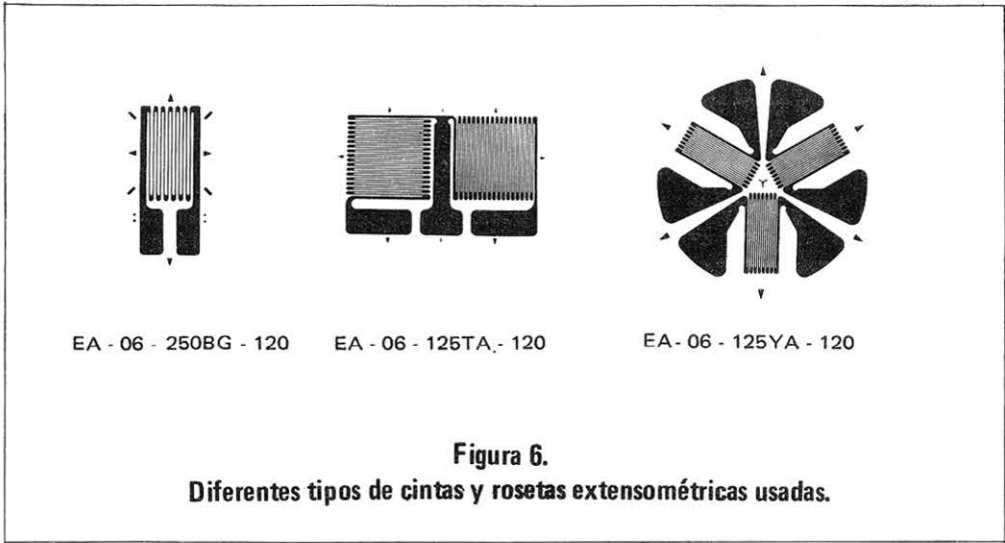 EA - 06 - 250BG - 120 EA - 06 - 125TA - 120 EA - 06 - 125YA - 120
Figura 6.
Diferentes tipos de cintas y rosetas extensométricas usadas.